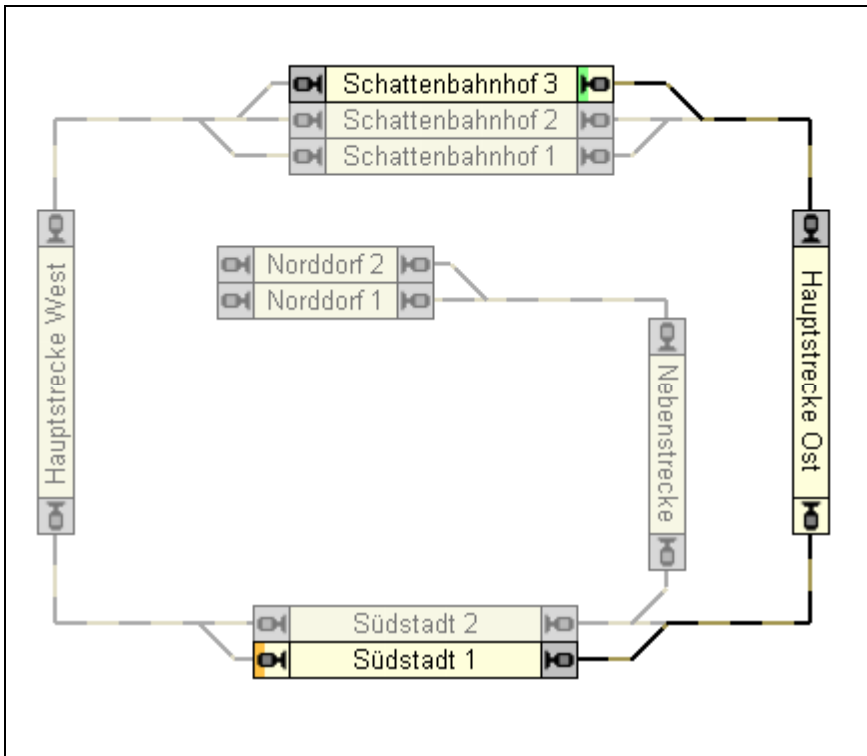 Schattenbahnhof 3
Schattenbahnhof 2
Schattenbahnhof 1
Norddorf 2
Norddorf 1
Hauptstrecke West
Nebenstrecke
Hauptstrecke Ost
Südstadt 2
Südstadt 1